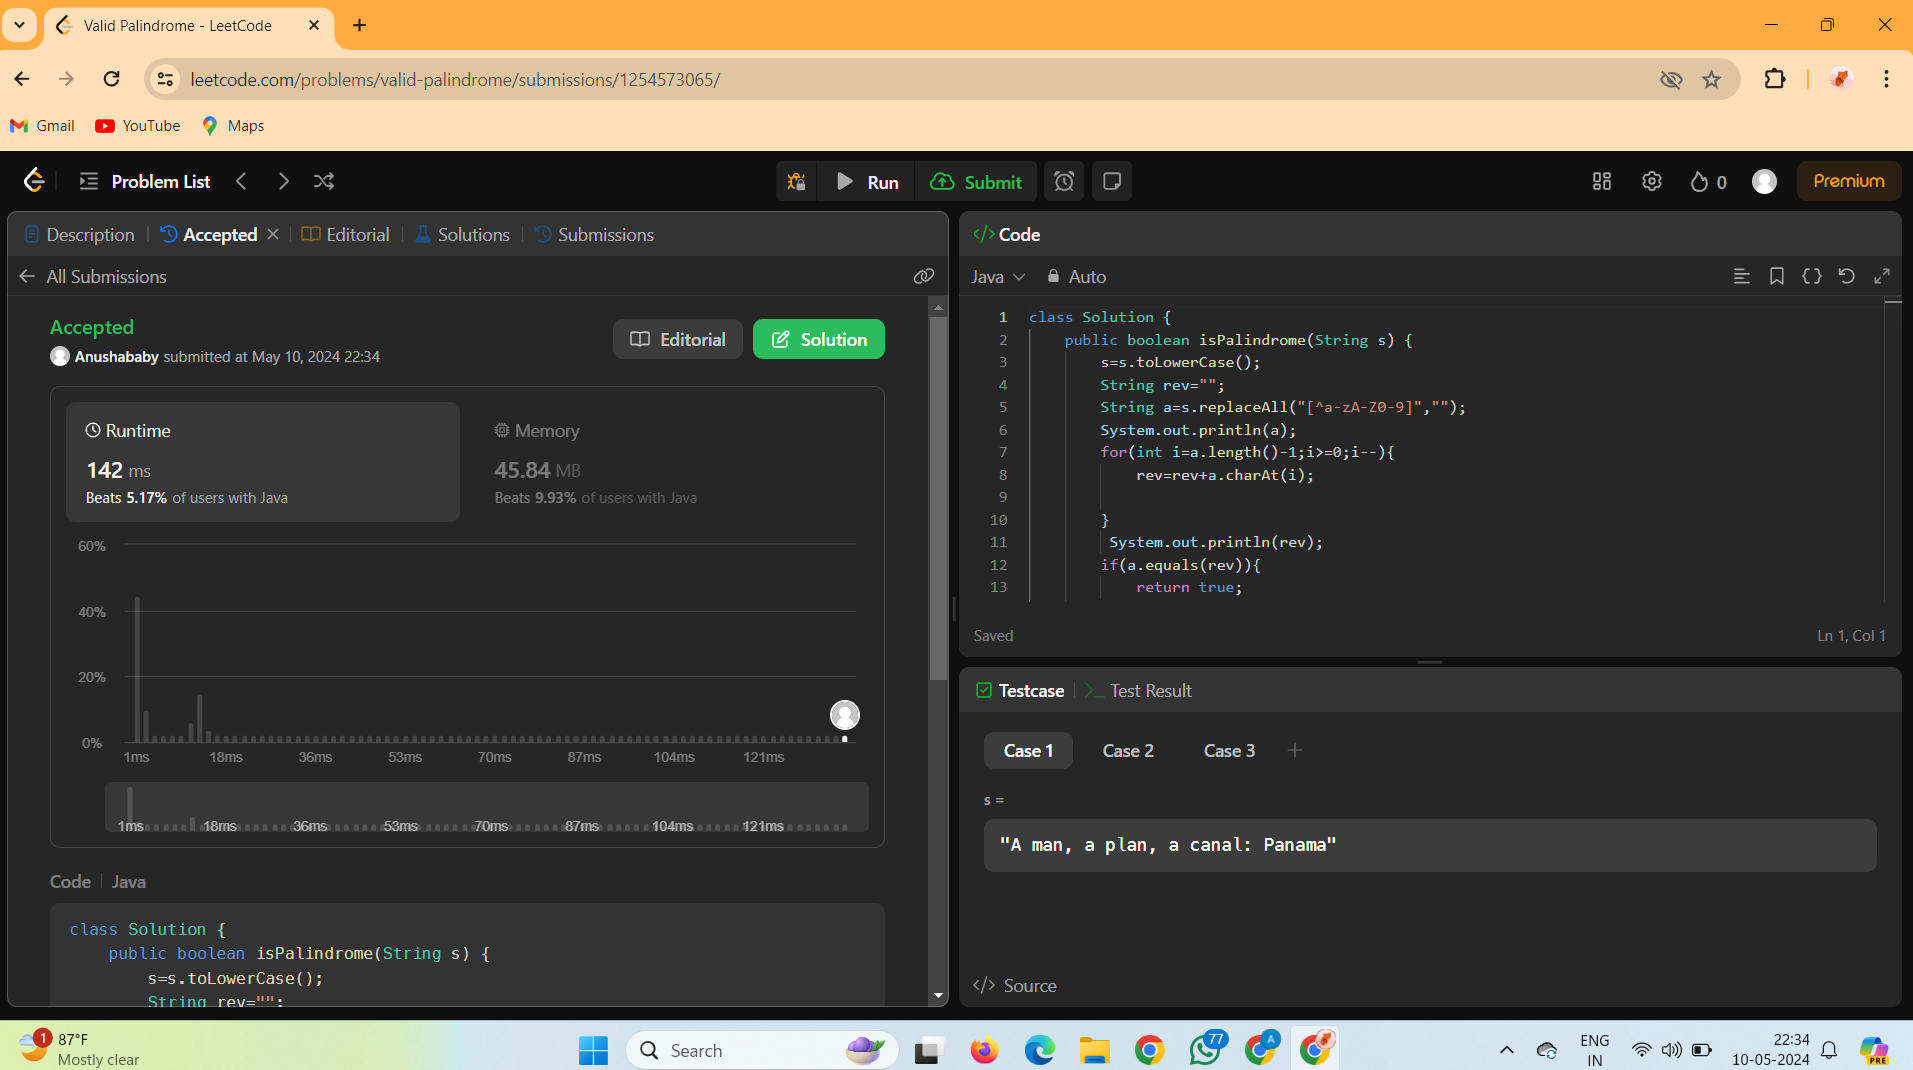 Valid Palindrome - LeetCode
leetcode.com/problems/valid-palindrome/submissions/1254573065/
Gmail YouTube Maps
Problem List Run Submit 0 Premium
Description Accepted Editorial Solutions Submissions
All Submissions
Accepted
Anushababy submitted at May 10, 2024 22:34
Editorial Solution
Runtime
142 ms
Beats 5.17% of users with Java
Memory
45.84 MB
Beats 9.93% of users with Java
60%
40%
20%
0%
1ms 18ms 36ms 53ms 70ms 87ms 104ms 121ms
1ms 18ms 36ms 53ms 70ms 87ms 104ms 121ms
Code Java
class Solution {
public boolean isPalindrome(String s) {
s=s.toLowerCase();
String rev="";
</> Code
Java Auto
1 class Solution {
2 public boolean isPalindrome(String s) {
3 s=s.toLowerCase();
4 String rev="";
5 String a=s.replaceAll("[^a-zA-Z0-9]","");
6 System.out.println(a);
7 for(int i=a.length()-1;i>=0;i--){
8 rev=rev+a.charAt(i);
9
10 }
11 System.out.println(rev);
12 if(a.equals(rev)){
13 return true;
Saved Ln 1, Col 1
Testcase >_ Test Result
Case 1 Case 2 Case 3 +
s =
"A man, a plan, a canal: Panama"
</> Source
1 87°F
Mostly clear
Search
77
A
ENG
IN
22:34
10-05-2024
PRE